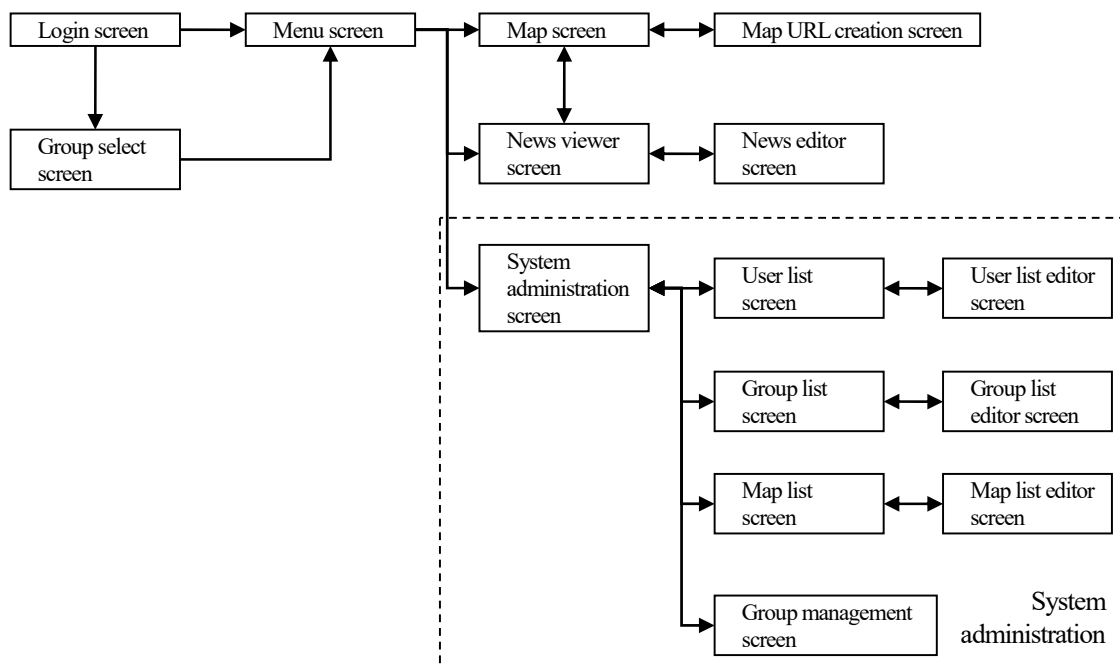 Login screen
Menu screen
Map screen
Map URL creation screen
Group select
screen
News viewer
screen
News editor
screen
System
administration
screen
User list
screen
User list editor
screen
Group list
screen
Group list
editor screen
Map list
screen
Map list editor
screen
Group management
screen
System
administration